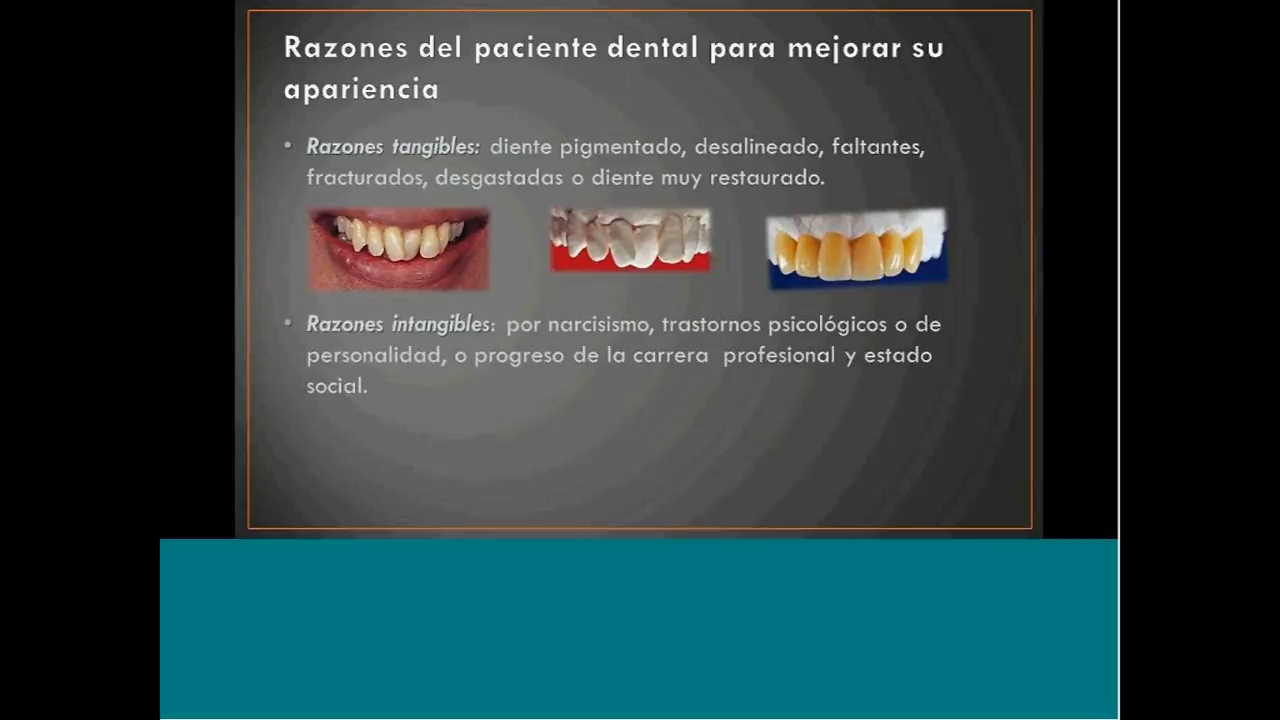 Razones del paciente dental para mejorar su
apariencia
• Razones tangibles: diente pigmentado, desalineado, faltantes,
fracturados, desgastadas o diente muy restaurado.
• Razones intangibles: por narcisismo, trastornos psicológicos o de
personalidad, o progreso de la carrera profesional y estado
social.